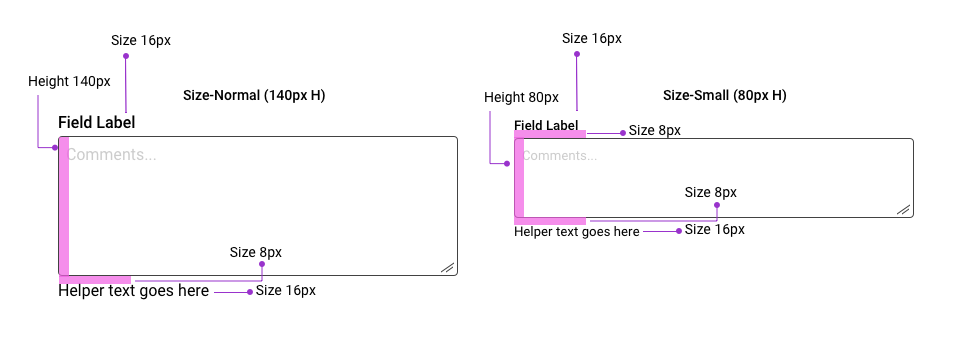 Size 16px
Height 140px
Size-Normal (140px H)
Field Label
Comments...
Size 8px
Helper text goes here
Size 16px
Size 16px
Height 80px
Size-Small (80px H)
Field Label
Size 8px
Comments...
Size 8px
Helper text goes here
Size 16px